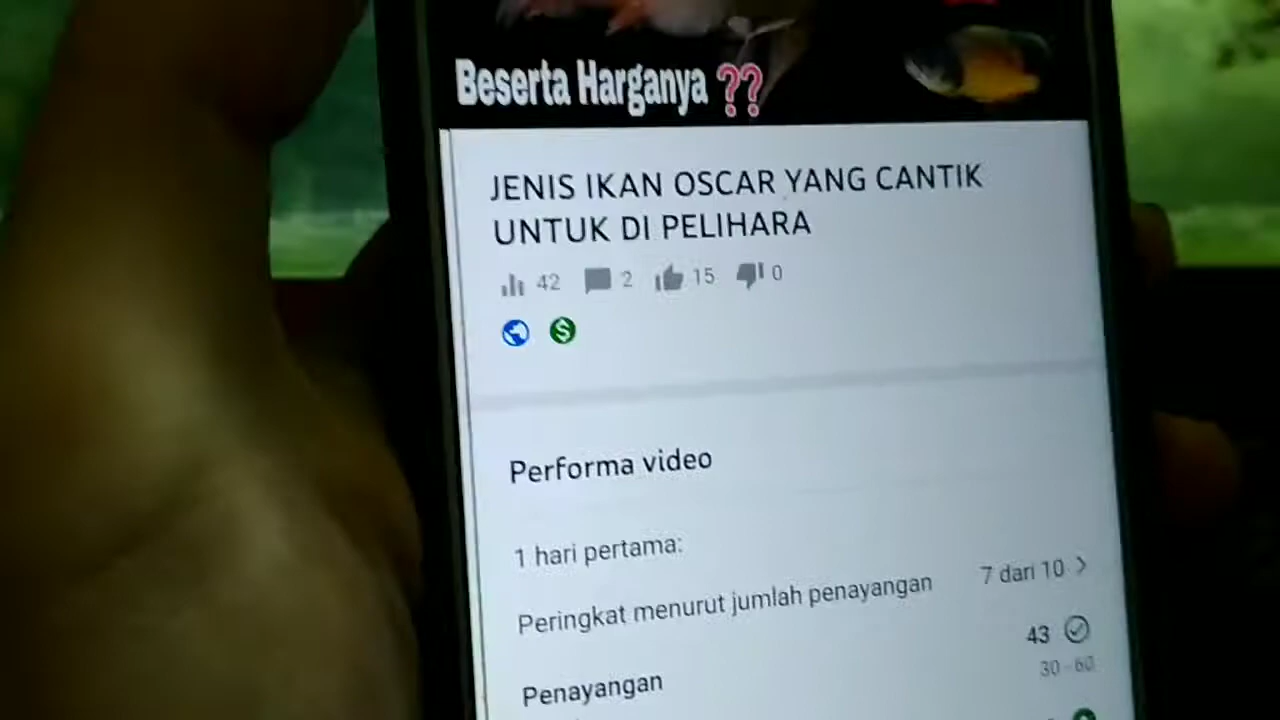 Beserta Harganya ??
JENIS IKAN OSCAR YANG CANTIK
UNTUK DI PELIHARA
42 2 15 0
Performa video
1 hari pertama:
Peringkat menurut jumlah penayangan 7 dari 10 >
Penayangan 43
30 - 60